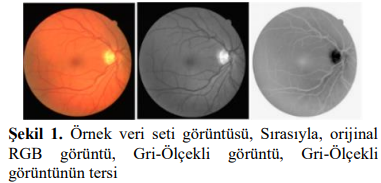 Şekil 1. Örnek veri seti görüntüsü, Sırasıyla, orijinal
RGB görüntü, Gri-Ölçekli görüntü, Gri-Ölçekli
görüntünün tersi